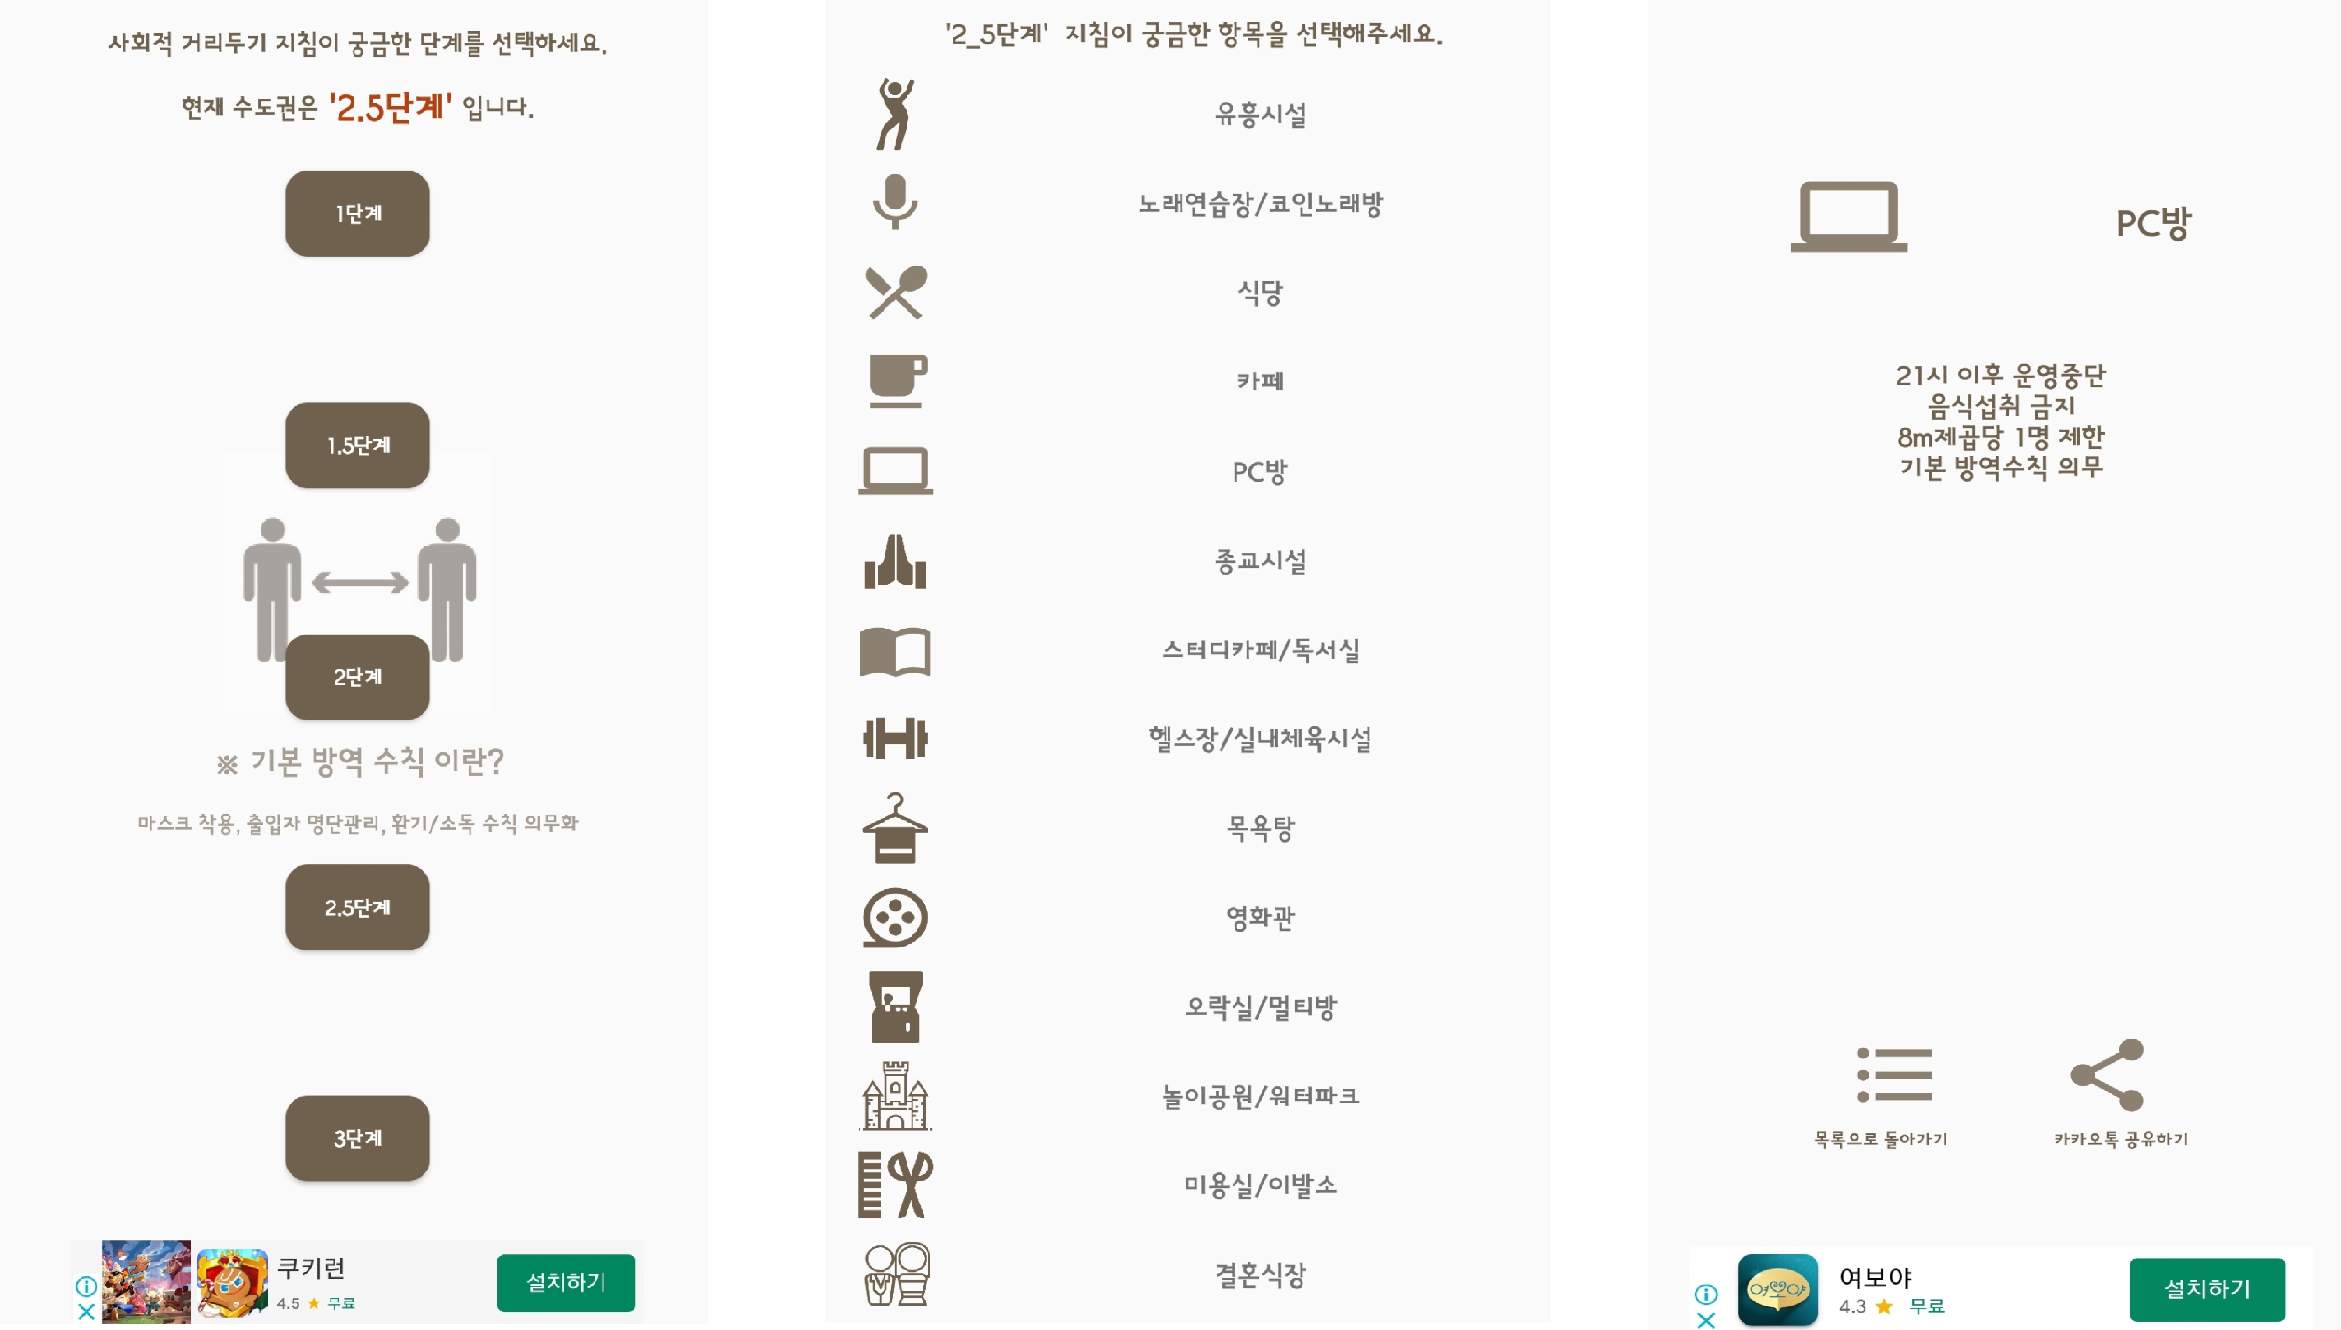 사회적 거리두기 지침이 궁금한 단계를 선택하세요.
현재 수도권은 '2.5단계' 입니다.
1단계
1.5단계
2단계
※ 기본 방역 수칙 이란?
마스크 착용, 출입자 명단관리, 환기/소독 수칙 의무화
2.5단계
3단계
쿠키런
4.5 ★ 무료
설치하기
'2_5단계' 지침이 궁금한 항목을 선택해주세요.
유흥시설
노래연습장/코인노래방
식당
카페
PC방
종교시설
스터디카페/독서실
헬스장/실내체육시설
목욕탕
영화관
오락실/멀티방
놀이공원/워터파크
미용실/이발소
결혼식장
PC방
21시 이후 운영중단
음식섭취 금지
8m제곱당 1명 제한
기본 방역수칙 의무
목록으로 돌아가기
카카오톡 공유하기
여보야
여보야
4.3 ★ 무료
설치하기